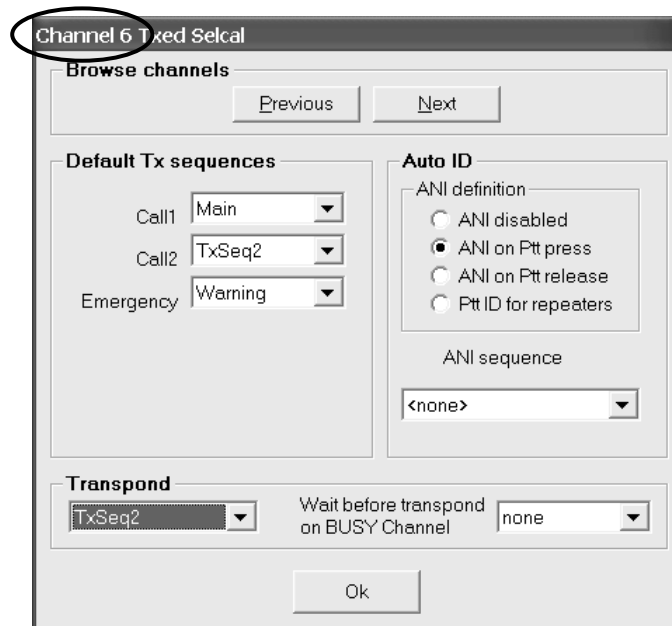 Channel 6 Txed Selcal
Browse channels
Previous
Next
Default Tx sequences
Call1
Main
Call2
TxSeq2
Emergency
Warning
Auto ID
ANI definition
ANI disabled
ANI on Ptt press
ANI on Ptt release
Ptt ID for repeaters
ANI sequence
<none>
Transpond
TxSeq2
Wait before transpond
on BUSY Channel
none
Ok